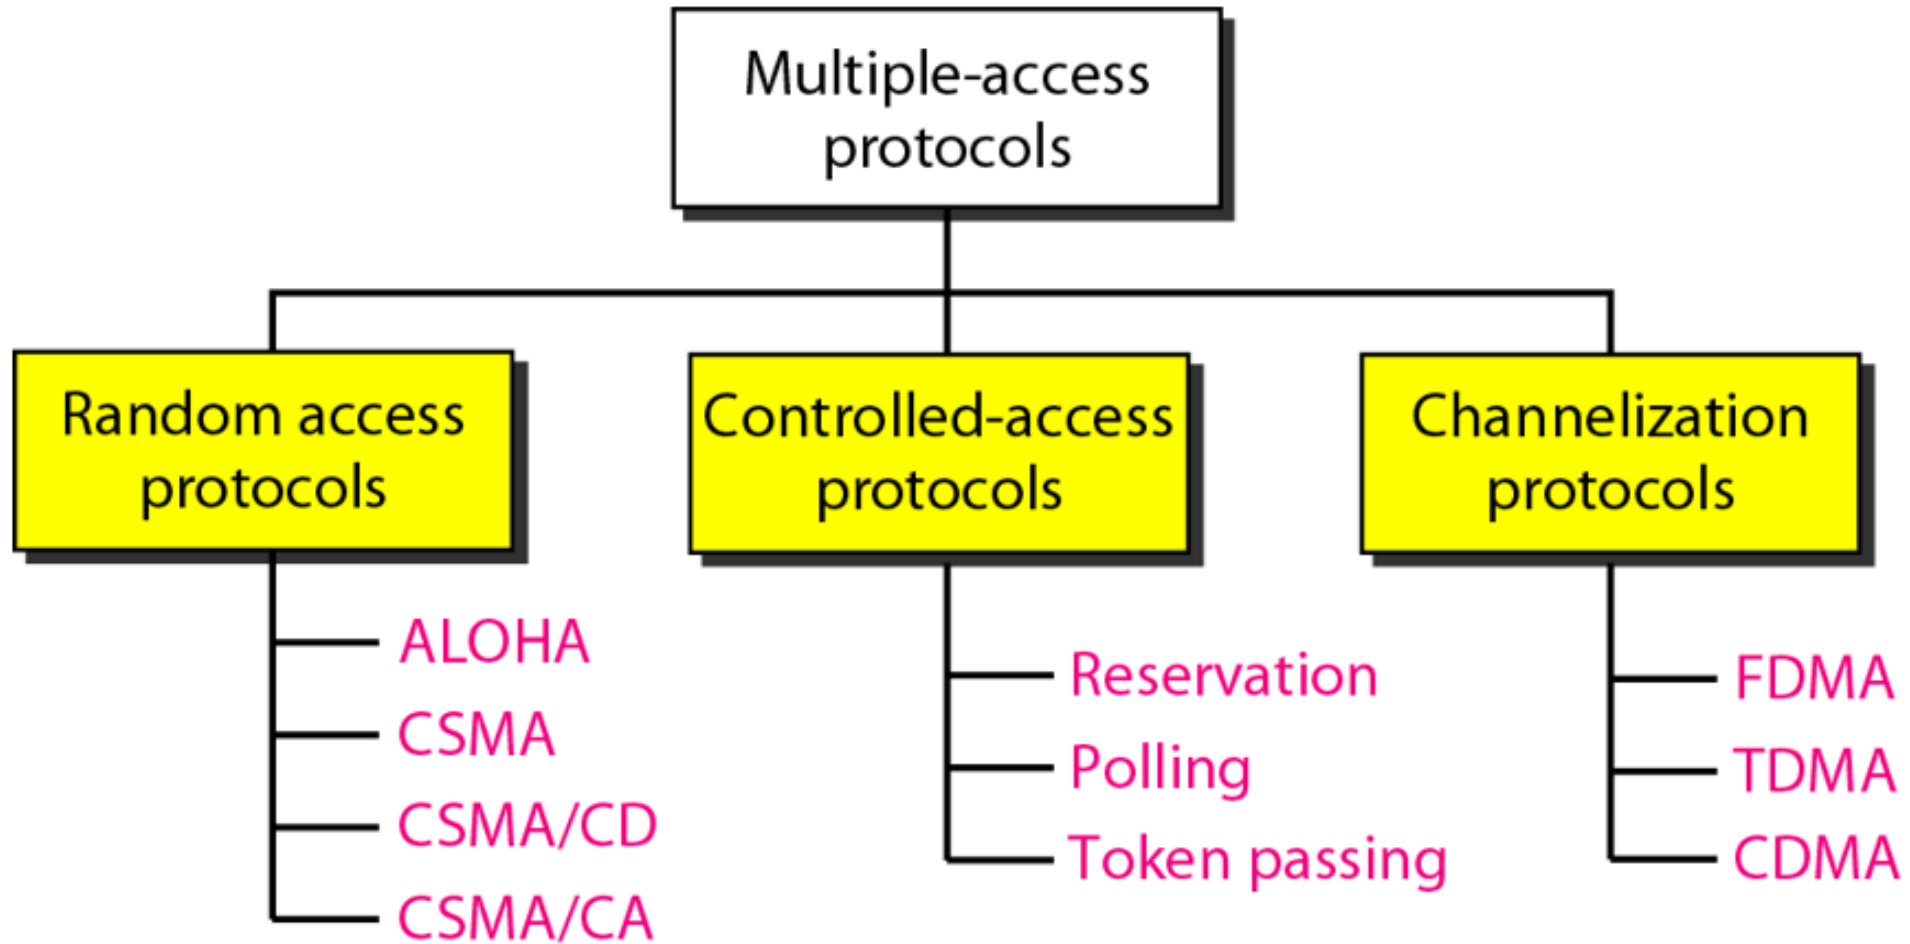 Multiple-access
protocols
Random access
protocols
Controlled-access
protocols
Channelization
protocols
ALOHA
CSMA
CSMA/CD
CSMA/CA
Reservation
Polling
Token passing
FDMA
TDMA
CDMA